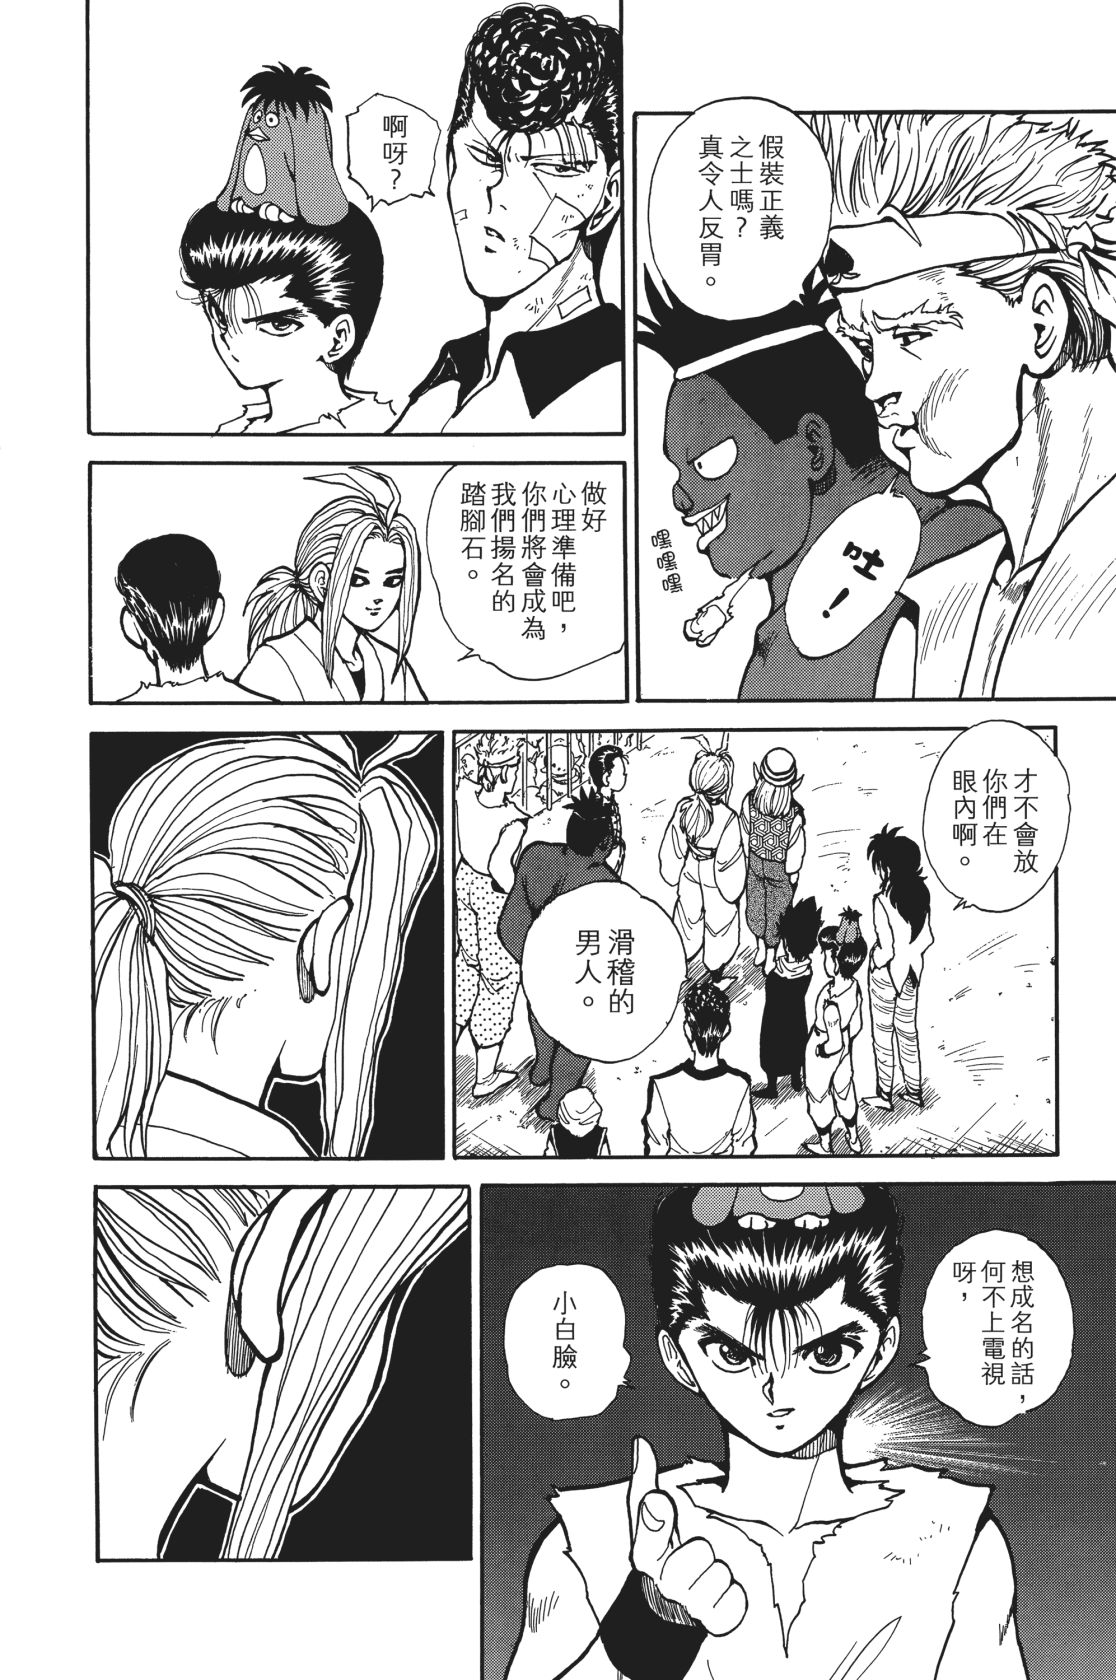 假裝正義
之士嗎？
真令人反胃。
吐！
嘿嘿嘿
啊呀？
做好
心理準備吧，
你們將會成為
我們揚名的
踏腳石。
才不會放
你們在
眼內啊。
滑稽的
男人。
想成名的話，
何不上電視
呀，
小白臉。